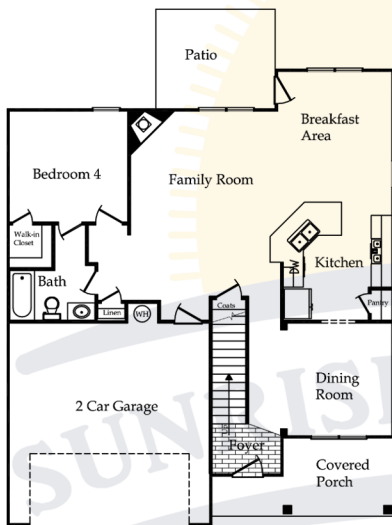 Patio
Breakfast
Area
Bedroom 4
Family Room
Walk-in
Closet
Bath
DW
Kitchen
Linen
WH
Coats
Pantry
2 Car Garage
Dining
Room
SUNRISE
Foyer
Covered
Porch